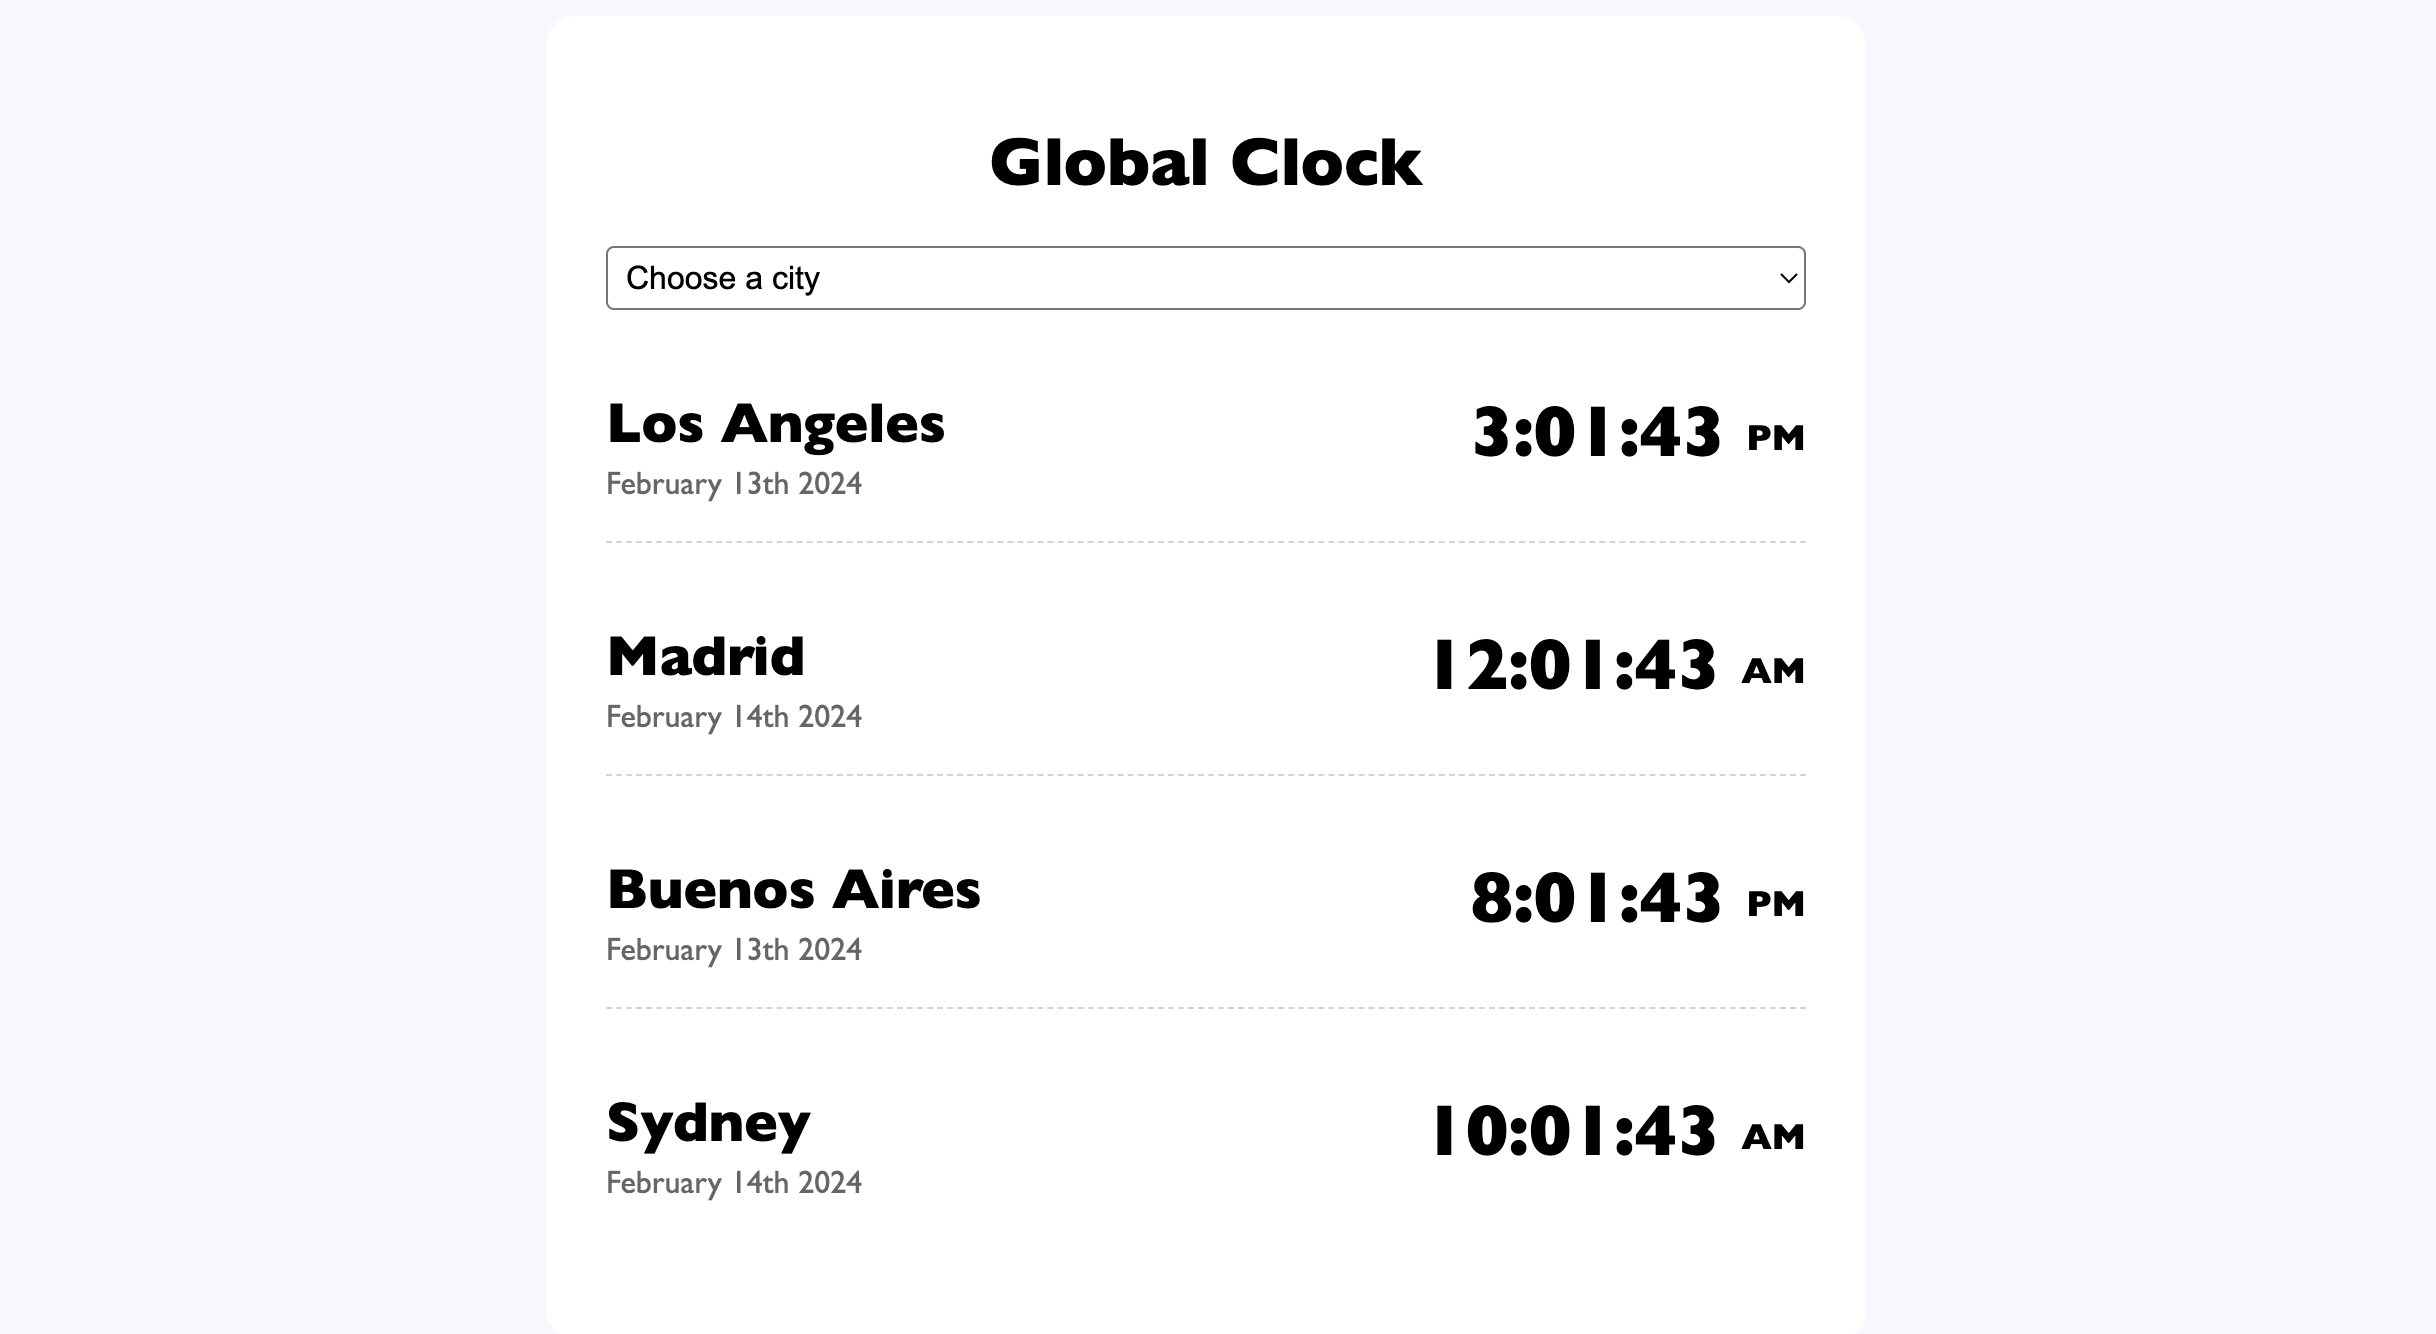 Global Clock
Choose a city
Los Angeles
3:01:43 PM
February 13th 2024
Madrid
12:01:43 AM
February 14th 2024
Buenos Aires
8:01:43 PM
February 13th 2024
Sydney
10:01:43 AM
February 14th 2024